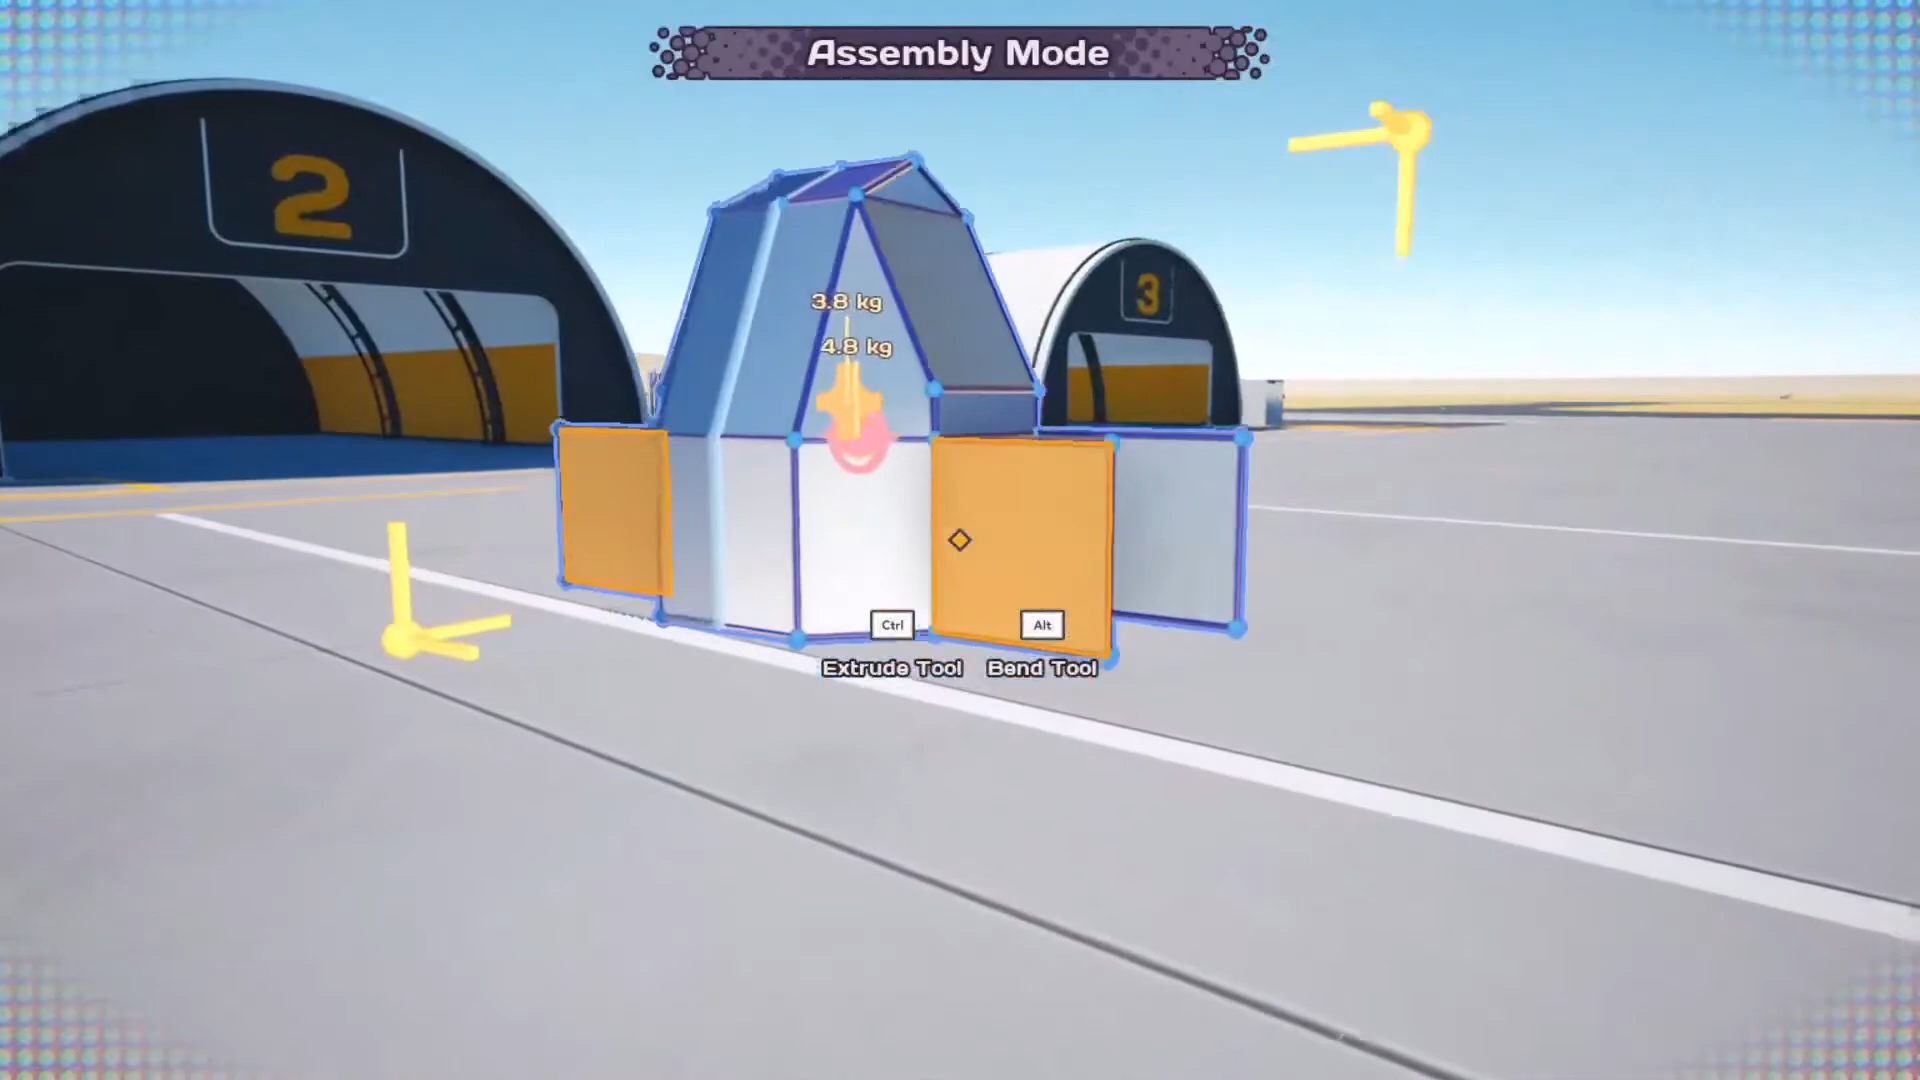 Assembly Mode
2
3
3.8 kg
4.8 kg
Ctrl
Alt
Extrude Tool
Bend Tool